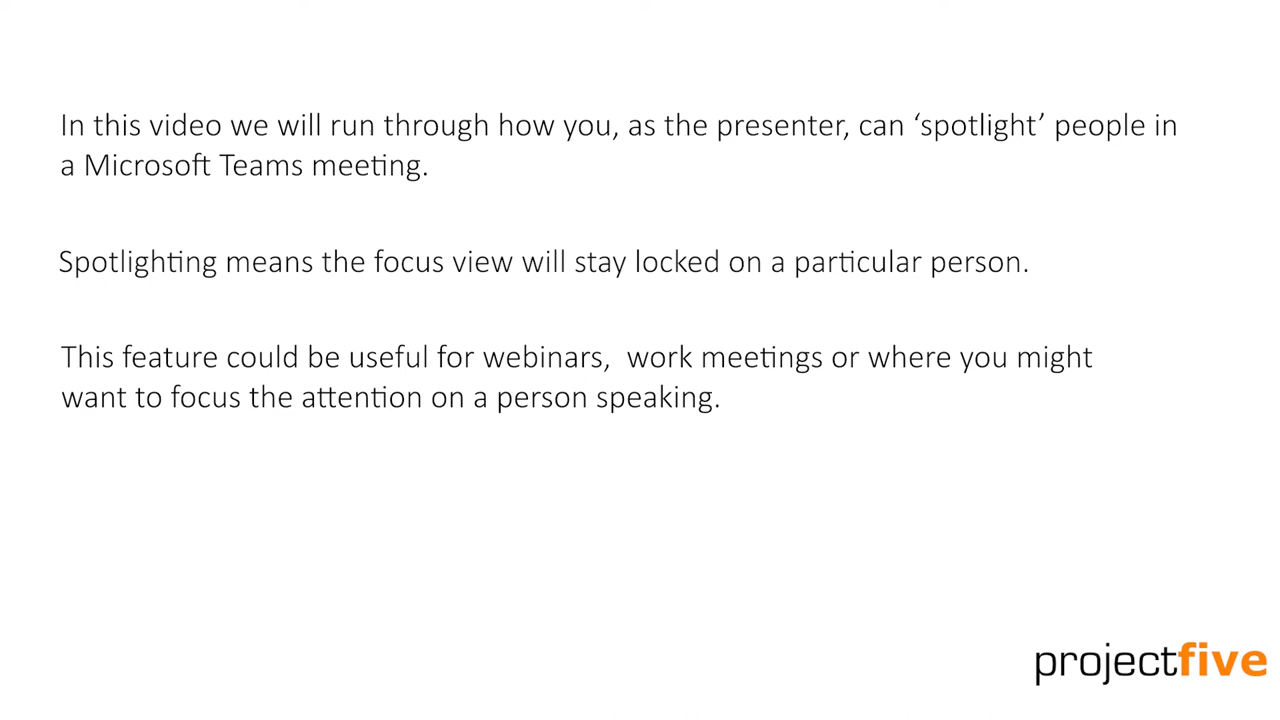 In this video we will run through how you, as the presenter, can ‘spotlight’ people in
a Microsoft Teams meeting.
Spotlighting means the focus view will stay locked on a particular person.
This feature could be useful for webinars,  work meetings or where you might
want to focus the attention on a person speaking.
projectfive